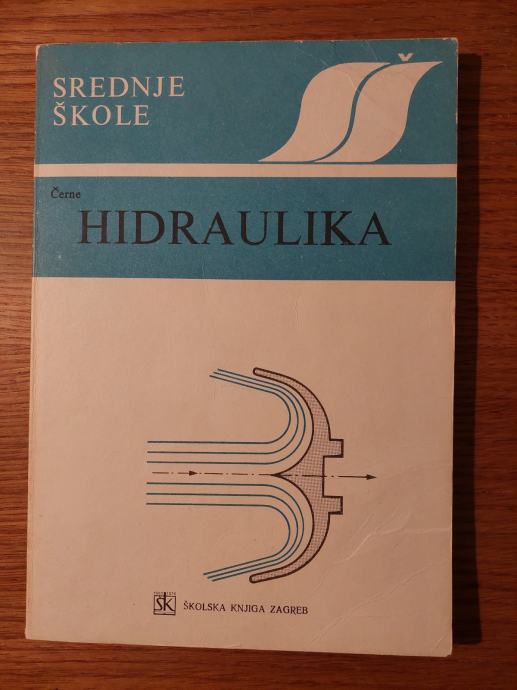 SREDNJE
ŠKOLE
Černe
HIDRAULIKA
ŠK
ŠKOLSKA KNJIGA ZAGREB